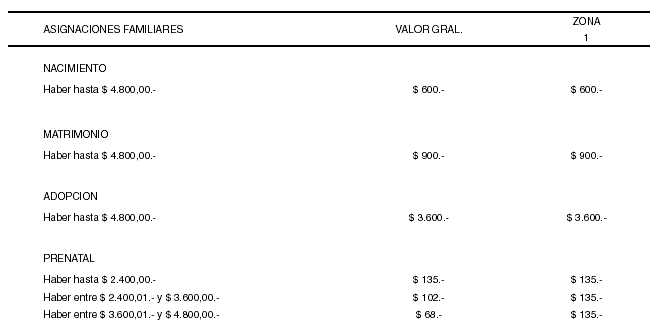 ASIGNACIONES FAMILIARES VALOR GRAL. ZONA
1
NACIMIENTO
Haber hasta $ 4.800,00.- $ 600.- $ 600.-
MATRIMONIO
Haber hasta $ 4.800,00.- $ 900.- $ 900.-
ADOPCION
Haber hasta $ 4.800,00.- $ 3.600.- $ 3.600.-
PRENATAL
Haber hasta $ 2.400,00.- $ 135.- $ 135.-
Haber entre $ 2.400,01.- y $ 3.600,00.- $ 102.- $ 135.-
Haber entre $ 3.600,01.- y $ 4.800,00.- $ 68.- $ 135.-